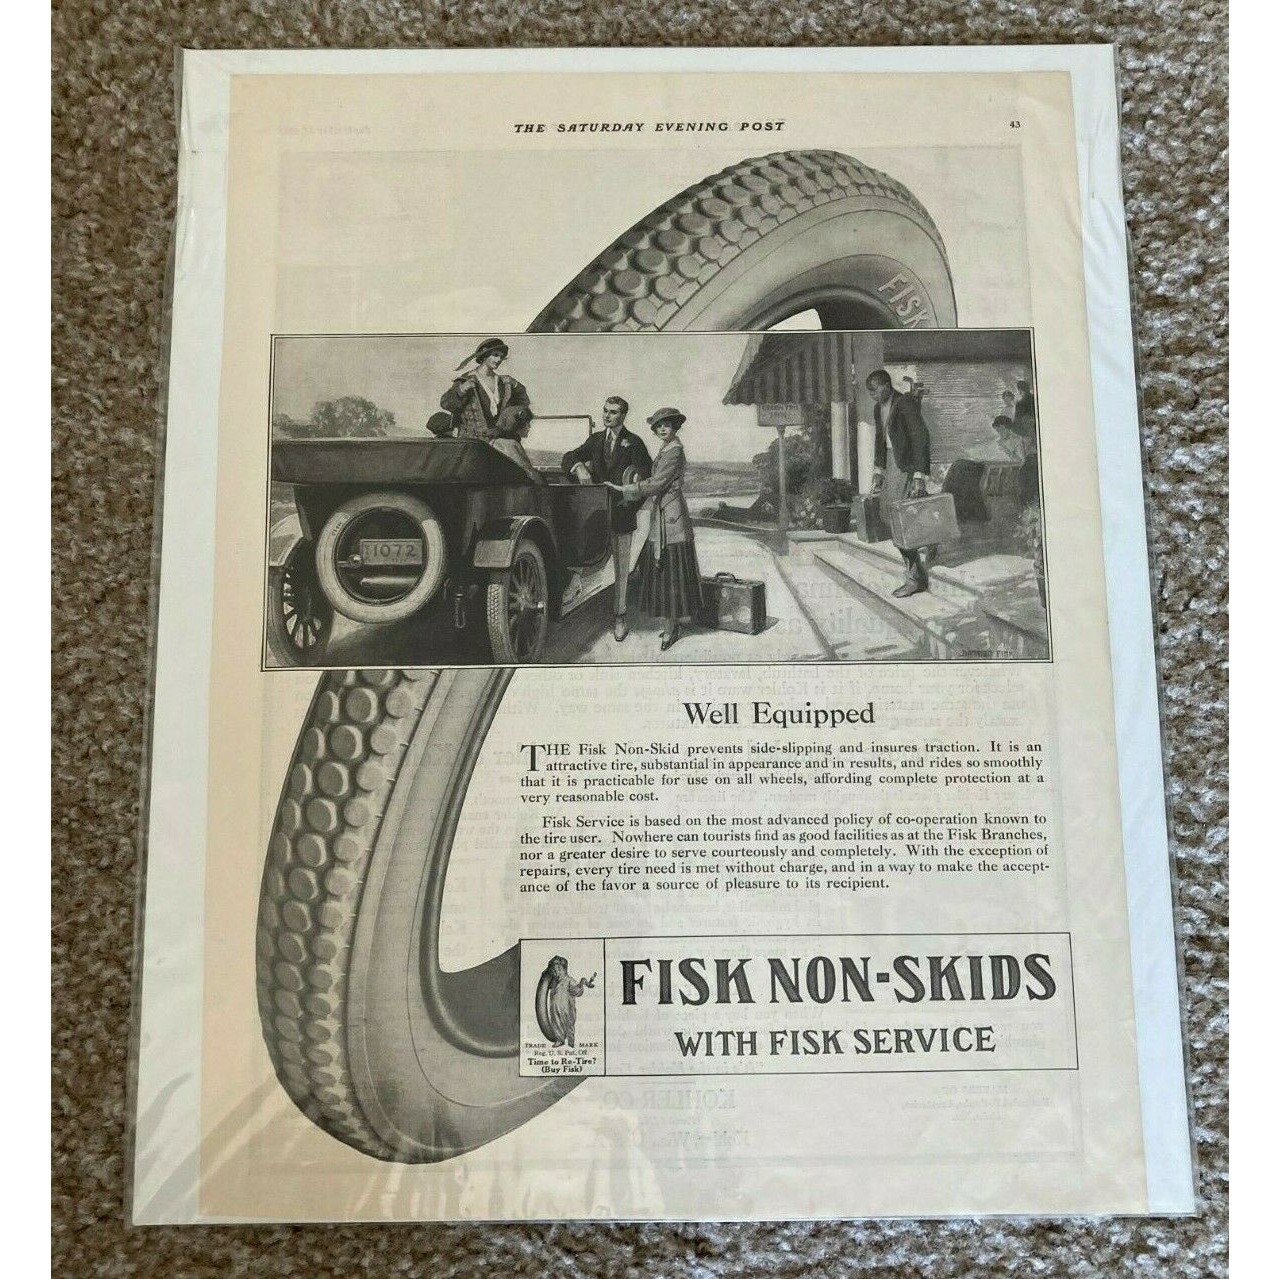 THE SATURDAY EVENING POST
43
FISK
1072
Well Equipped
THE Fisk Non-Skid prevents side-slipping and insures traction. It is an
attractive tire, substantial in appearance and in results, and rides so smoothly
that it is practicable for use on all wheels, affording complete protection at a
very reasonable cost.
Fisk Service is based on the most advanced policy of co-operation known to
the tire user. Nowhere can tourists find as good facilities as at the Fisk Branches,
nor a greater desire to serve courteously and completely. With the exception of
repairs, every tire need is met without charge, and in a way to make the accept-
ance of the favor a source of pleasure to its recipient.
TRADE MARK
Reg. U. S. Pat. Off.
Time to Re-Tire?
(Buy Fisk)
FISK NON-SKIDS
WITH FISK SERVICE